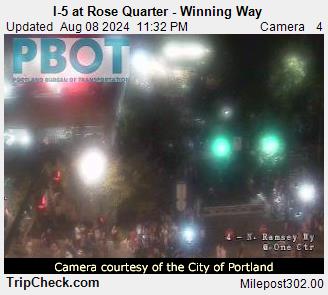 I-5 at Rose Quarter - Winning Way
Updated Aug 08 2024 11:32 PM Camera 4
PBOT
PORTLAND BUREAU OF TRANSPORTATION
4 - N. Ramsey Wy
@ One Ctr
Camera courtesy of the City of Portland
TripCheck.com Milepost302.00